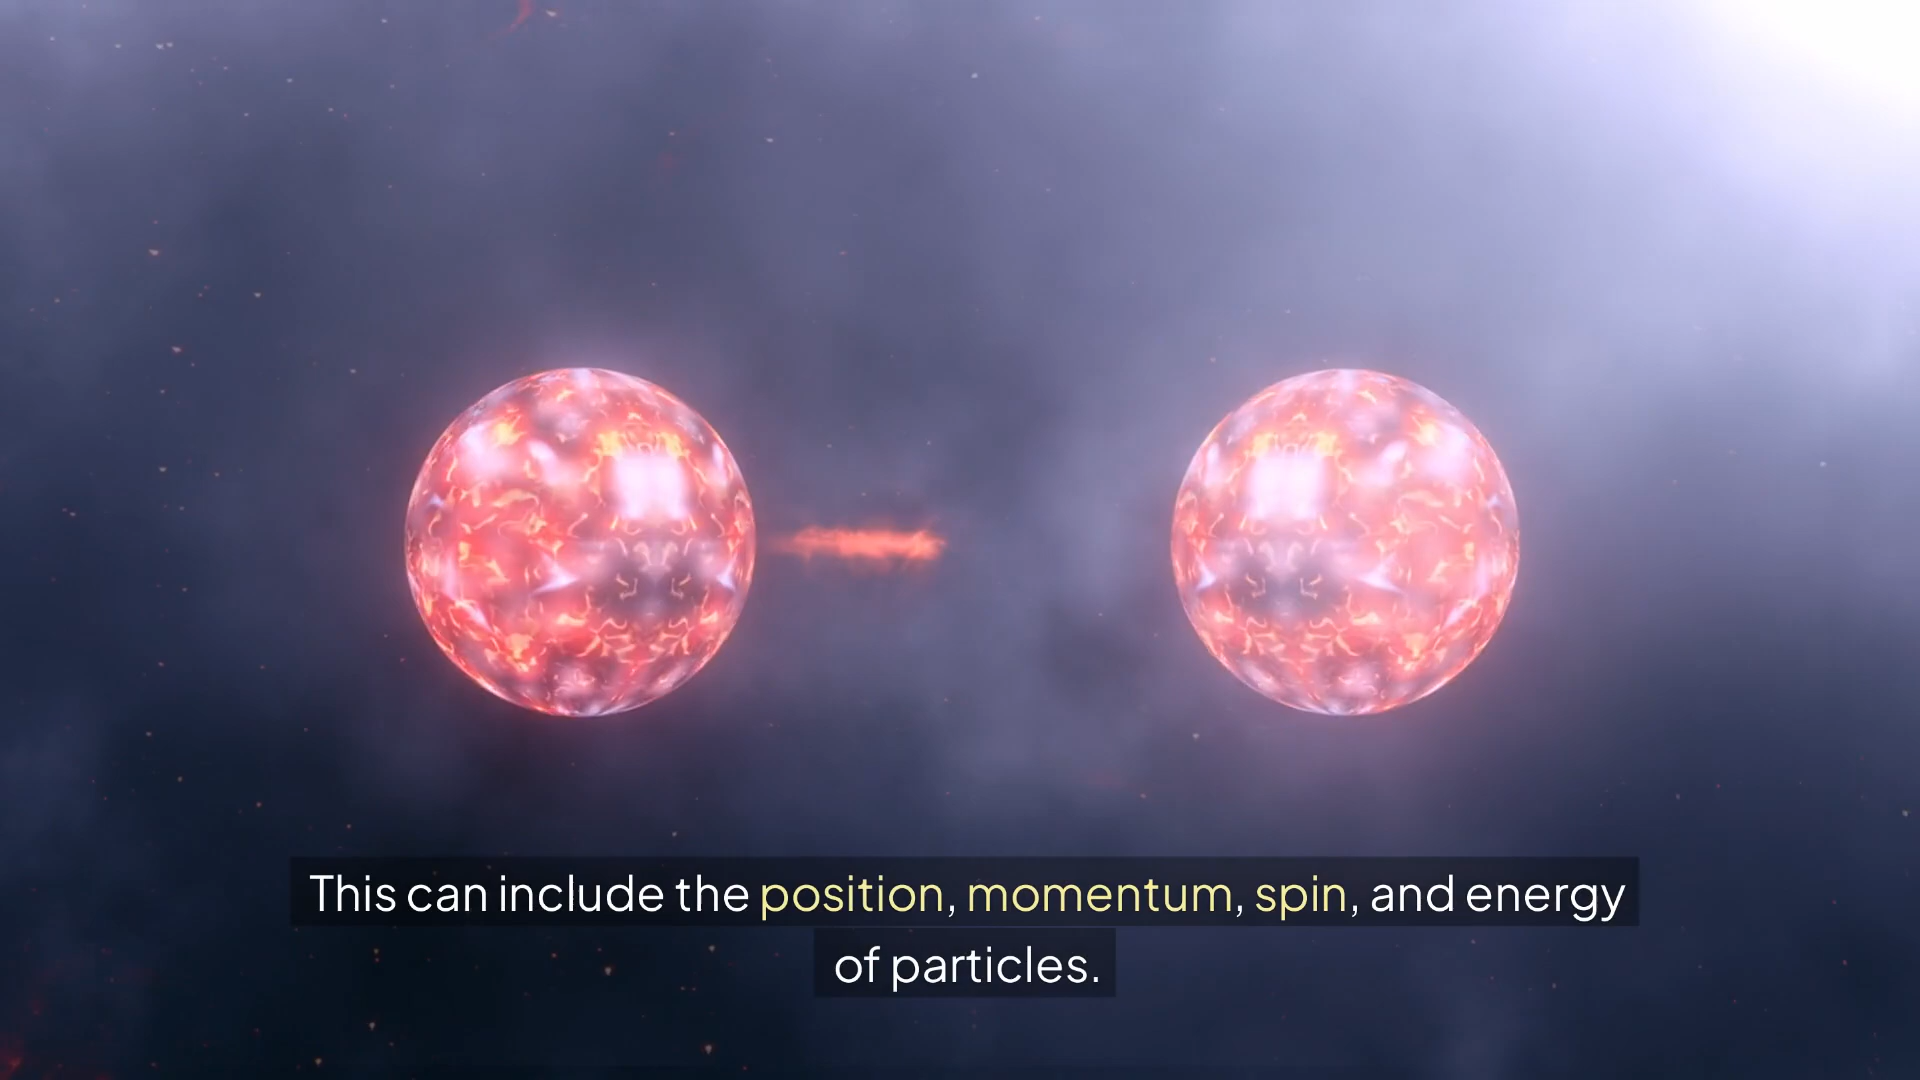 This can include the position, momentum, spin, and energy
of particles.